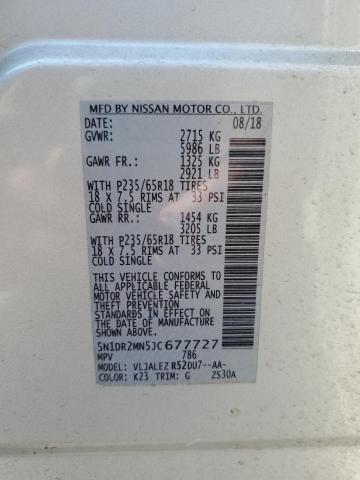 MFD BY NISSAN MOTOR CO., LTD.
DATE: 08/18
GVWR: 2715 KG
5986 LB
GAWR FR.: 1325 KG
2921 LB
WITH P235/65R18 TIRES
18 X 7.5 RIMS AT 33 PSI
COLD SINGLE
GAWR RR.: 1454 KG
3205 LB
WITH P235/65R18 TIRES
18 X 7.5 RIMS AT 33 PSI
COLD SINGLE
THIS VEHICLE CONFORMS TO
ALL APPLICABLE FEDERAL
MOTOR VEHICLE SAFETY AND
THEFT PREVENTION
STANDARDS IN EFFECT ON
THE DATE OF MANUFACTURE
SHOWN ABOVE.
5N1DR2MN5JC677727
MPV 786
MODEL: VLJALEZ R52DU7--AA-
COLOR: K23 TRIM: G ZS30A